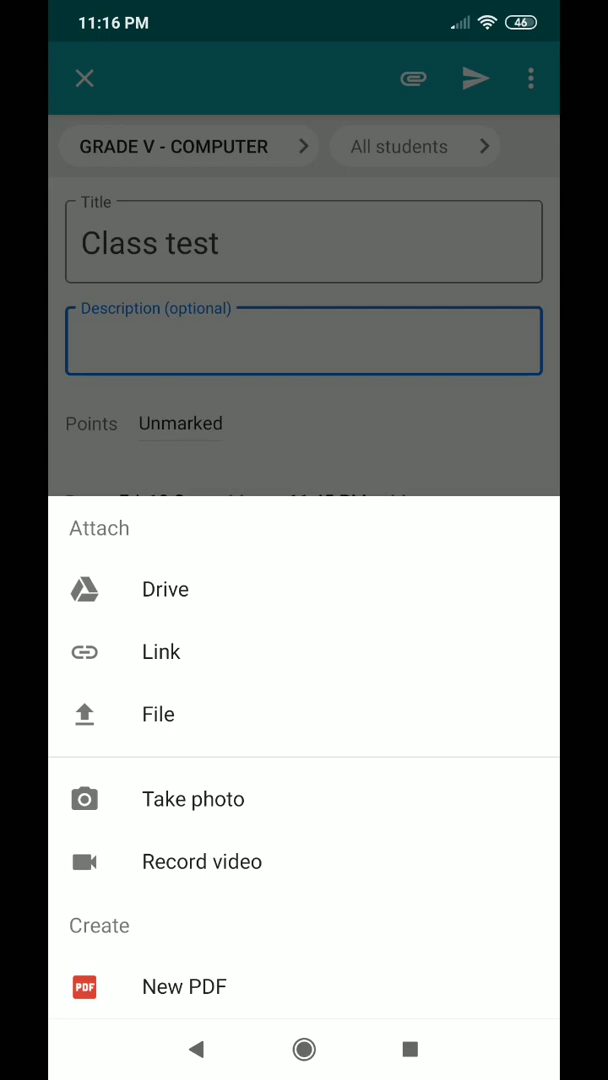 11:16 PM
46
GRADE V - COMPUTER
All students
Title
Class test
Description (optional)
Points
Unmarked
Attach
Drive
Link
File
Take photo
Record video
Create
PDF
New PDF